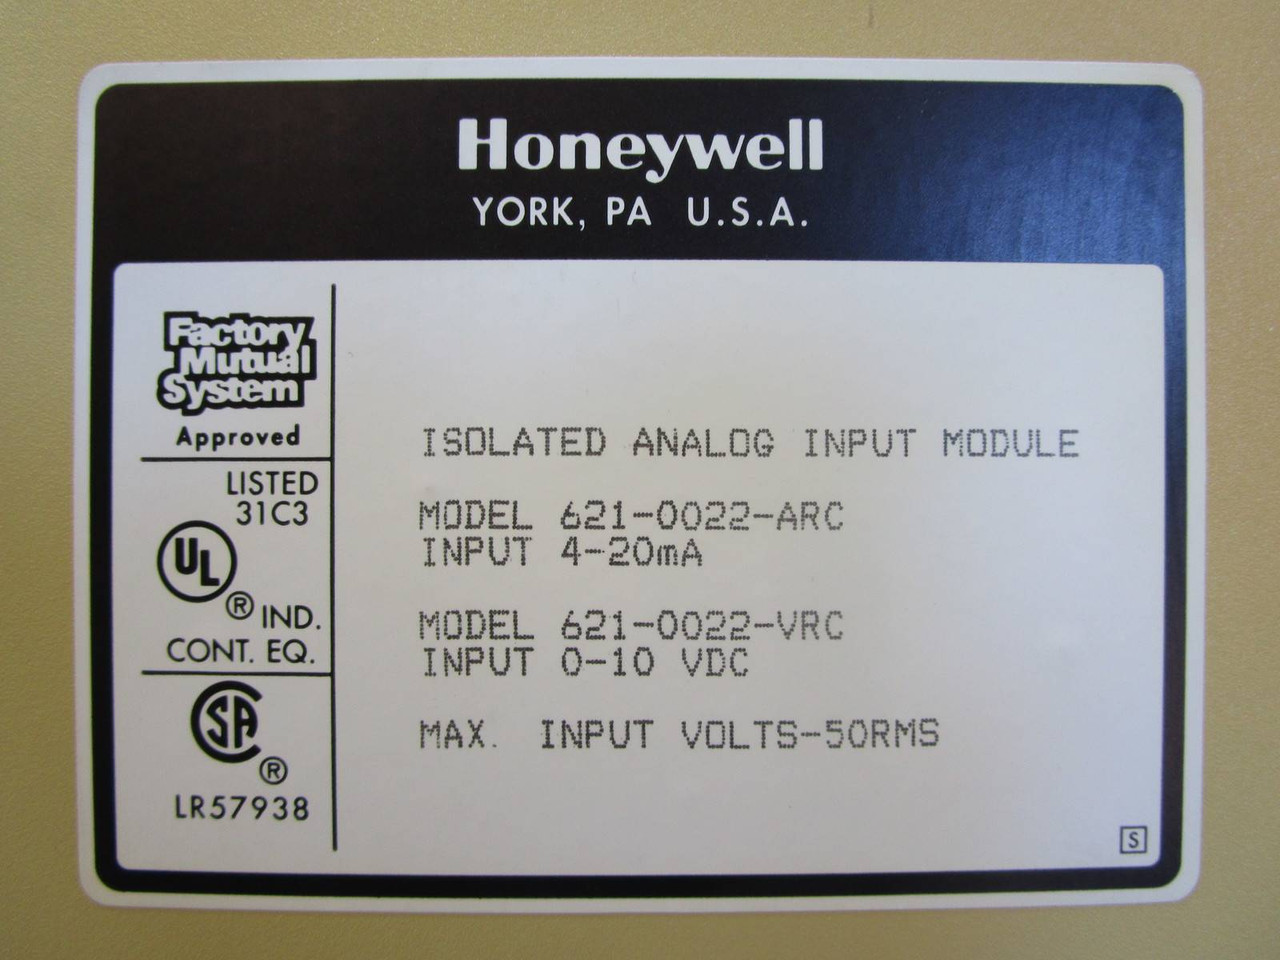 Honeywell
YORK, PA U.S.A.
Factory
Mutual
System
Approved
LISTED
31C3
UL
® IND.
CONT. EQ.
SA
®
LR57938
ISOLATED ANALOG INPUT MODULE
MODEL 621-0022-ARC
INPUT 4-20mA
MODEL 621-0022-VRC
INPUT 0-10 VDC
MAX. INPUT VOLTS-50RMS
S